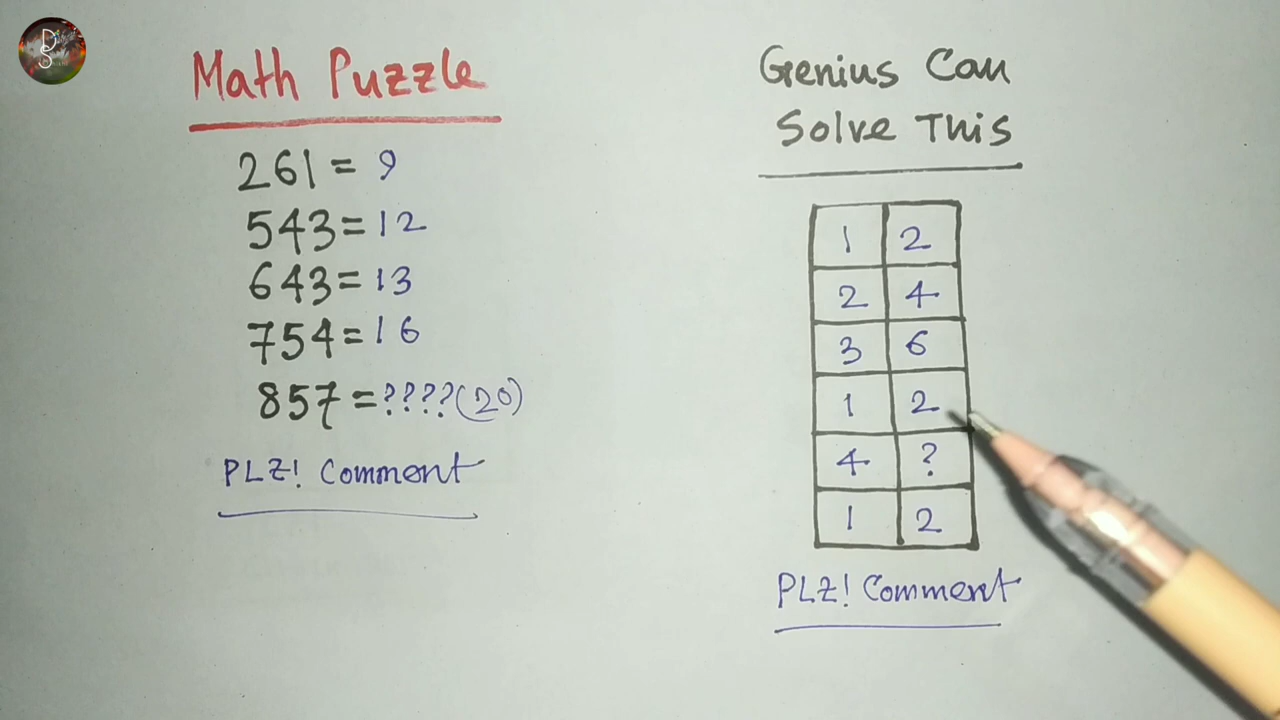 Math Puzzle
261 = 9
543 = 12
643 = 13
754 = 16
857 = ????(20)
PLZ! Comment
Genius Can
Solve This
1 2
2 4
3 6
1 2
4 ?
1 2
PLZ! Comment